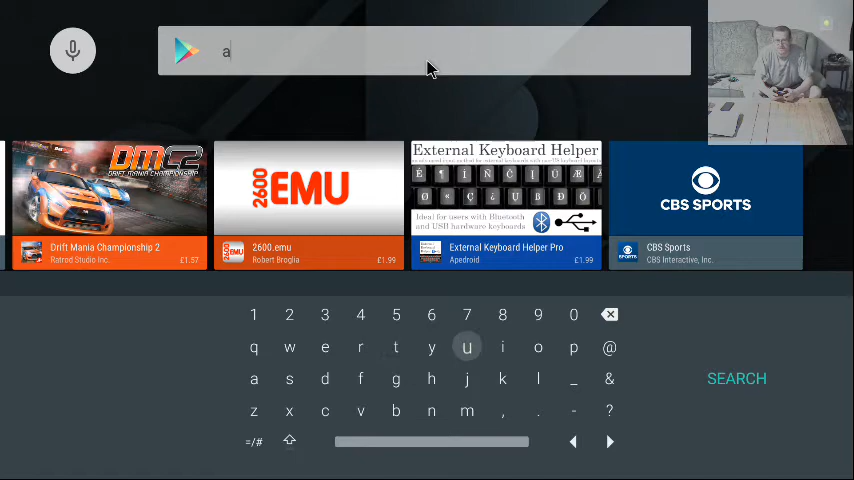 a
DMC2
DRIFT MANIA CHAMPIONSHIP
Drift Mania Championship 2
Ratrod Studio Inc.
£1.57
2600
EMU
2600.emu
Robert Broglia
£1.99
External Keyboard Helper
Ideal for users with Bluetooth
and USB hardware keyboards
External Keyboard Helper Pro
Apedroid
£1.99
CBS SPORTS
SPORTS
CBS Sports
CBS Interactive, Inc.
1 2 3 4 5 6 7 8 9 0
q w e r t y u i o p @
a s d f g h j k l _ &
z x c v b n m , . - ?
=/#
SEARCH